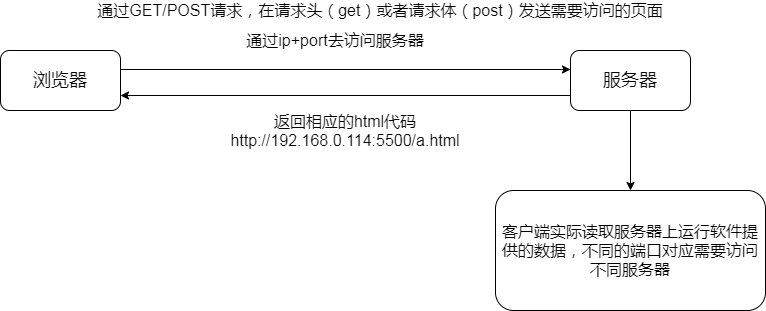 通过GET/POST请求，在请求头（get）或者请求体（post）发送需要访问的页面
通过ip+port去访问服务器
浏览器
服务器
返回相应的html代码
http://192.168.0.114:5500/a.html
客户端实际读取服务器上运行软件提
供的数据，不同的端口对应需要访问
不同服务器